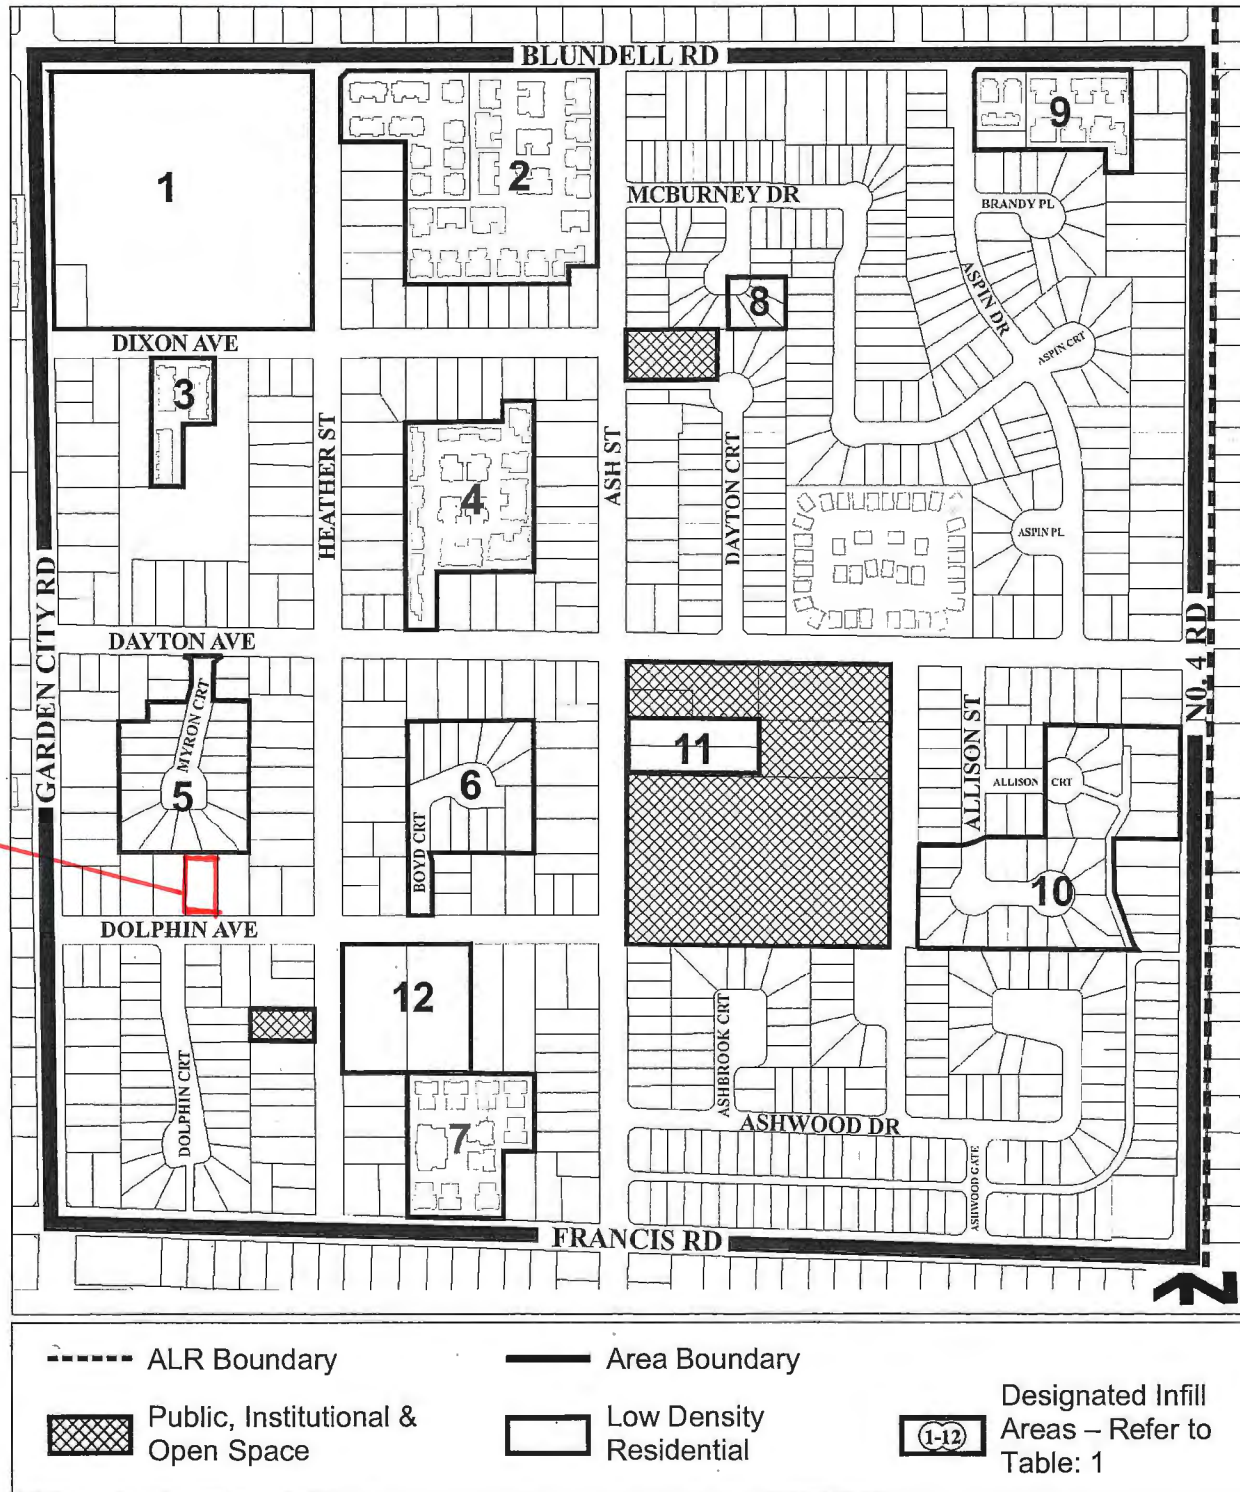 BLUNDELL RD
1
2
9
MCBURNEY DR
BRANDY PL
8
ASPIN DR
DIXON AVE
ASPIN CRT
3
HEATHER ST
ASH ST
DAYTON CRT
4
ASPIN PL
GARDEN CITY RD
DAYTON AVE
NO. 4 RD
MYRON CRT
ALLISON ST
11
5
6
ALLISON CRT
BOYD CRT
10
DOLPHIN AVE
12
DOLPHIN CRT
ASHBROOK CRT
7
ASHWOOD DR
ASHWOOD GATE
FRANCIS RD
N
ALR Boundary
Area Boundary
Public, Institutional &
Open Space
Low Density
Residential
1-12
Designated Infill
Areas – Refer to
Table: 1